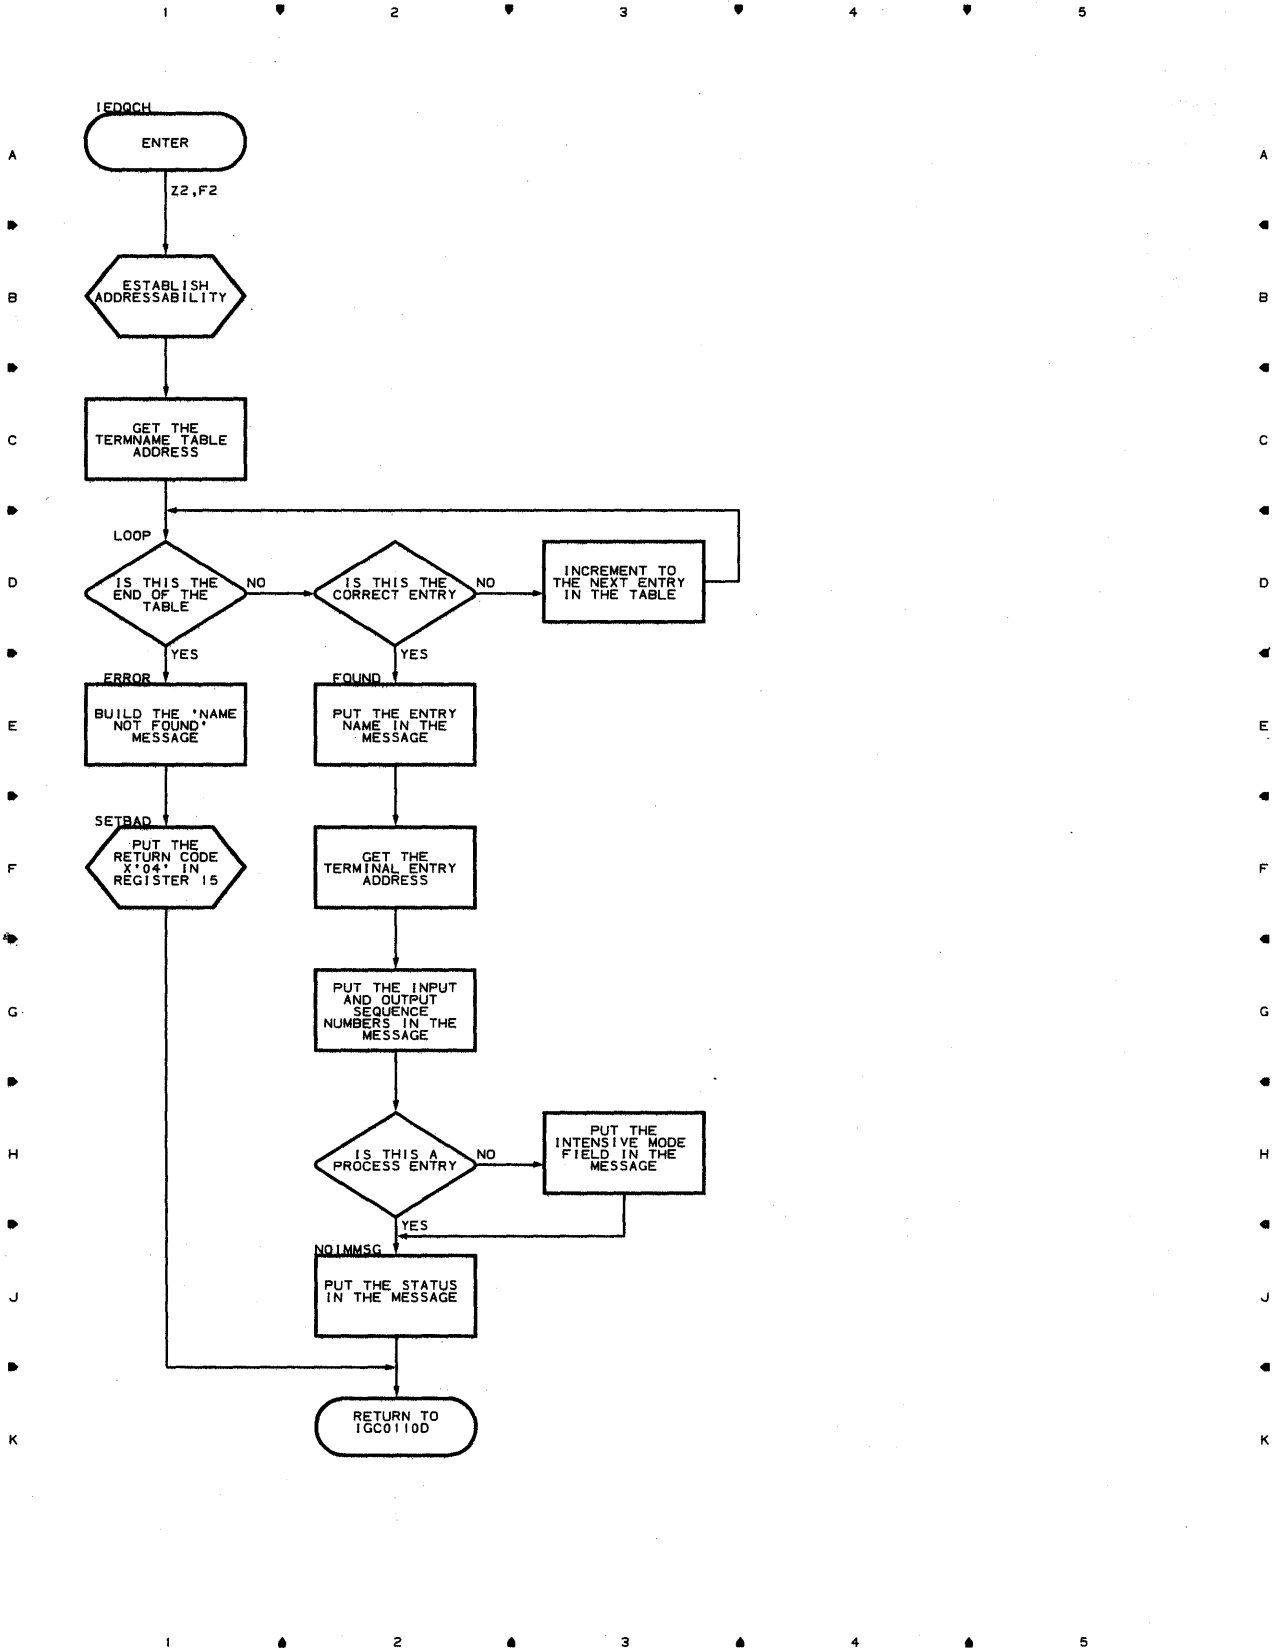 1 2 3 4 5
IEDQCH
ENTER
A A
Z2,F2
ESTABLISH
ADDRESSABILITY
B B
GET THE
TERMNAME TABLE
ADDRESS
C C
LOOP
IS THIS THE
END OF THE
TABLE
NO
IS THIS THE
CORRECT ENTRY
NO
INCREMENT TO
THE NEXT ENTRY
IN THE TABLE
D D
YES
YES
ERROR
BUILD THE 'NAME
NOT FOUND'
MESSAGE
FOUND
PUT THE ENTRY
NAME IN THE
MESSAGE
E E
SETBAD
PUT THE
RETURN CODE
X'04' IN
REGISTER 15
GET THE
TERMINAL ENTRY
ADDRESS
F F
PUT THE INPUT
AND OUTPUT
SEQUENCE
NUMBERS IN THE
MESSAGE
G G
IS THIS A
PROCESS ENTRY
NO
PUT THE
INTENSIVE MODE
FIELD IN THE
MESSAGE
H H
YES
NOIMMSG
PUT THE STATUS
IN THE MESSAGE
J J
RETURN TO
IGC0110D
K K
1 2 3 4 5